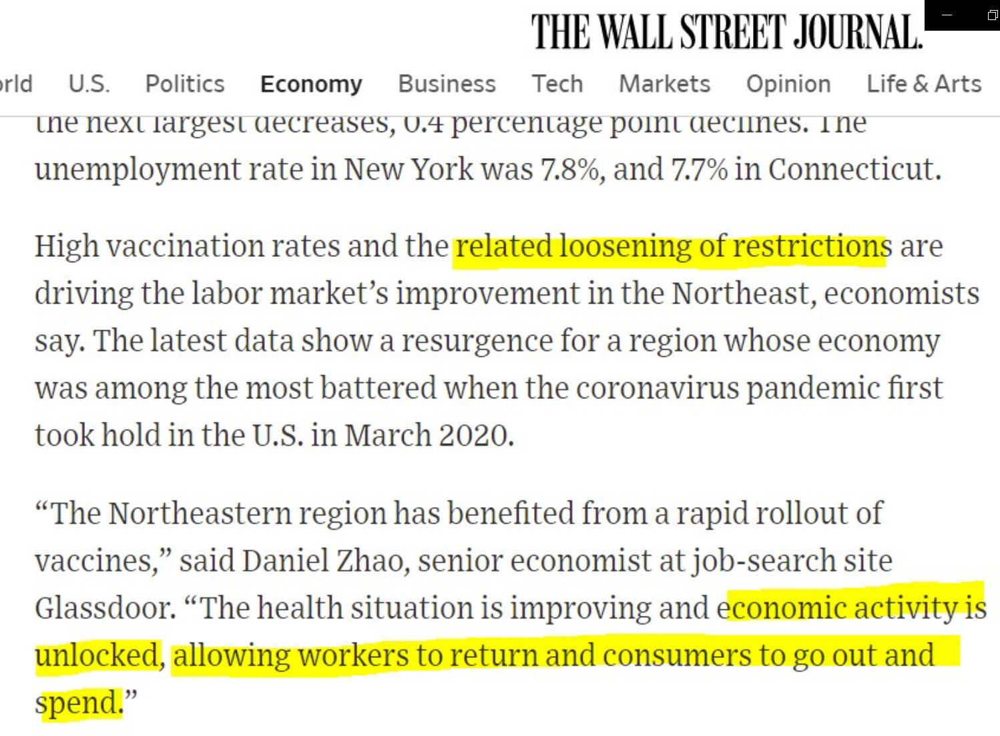 THE WALL STREET JOURNAL.
orld U.S. Politics Economy Business Tech Markets Opinion Life & Arts
the next largest decreases, 0.4 percentage point declines. The
unemployment rate in New York was 7.8%, and 7.7% in Connecticut.
High vaccination rates and the related loosening of restrictions are
driving the labor market’s improvement in the Northeast, economists
say. The latest data show a resurgence for a region whose economy
was among the most battered when the coronavirus pandemic first
took hold in the U.S. in March 2020.
“The Northeastern region has benefited from a rapid rollout of
vaccines,” said Daniel Zhao, senior economist at job-search site
Glassdoor. “The health situation is improving and economic activity is
unlocked, allowing workers to return and consumers to go out and
spend.”